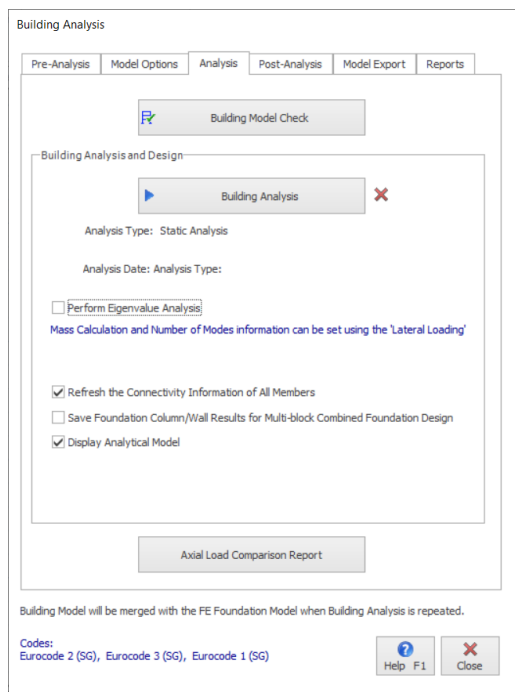 Building Analysis
Pre-Analysis
Model Options
Analysis
Post-Analysis
Model Export
Reports
Building Model Check
Building Analysis and Design
Building Analysis
Analysis Type: Static Analysis
Analysis Date: Analysis Type:
Perform Eigenvalue Analysis
Mass Calculation and Number of Modes information can be set using the 'Lateral Loading'
Refresh the Connectivity Information of All Members
Save Foundation Column/Wall Results for Multi-block Combined Foundation Design
Display Analytical Model
Axial Load Comparison Report
Building Model will be merged with the FE Foundation Model when Building Analysis is repeated.
Codes:
Eurocode 2 (SG), Eurocode 3 (SG), Eurocode 1 (SG)
Help F1
Close